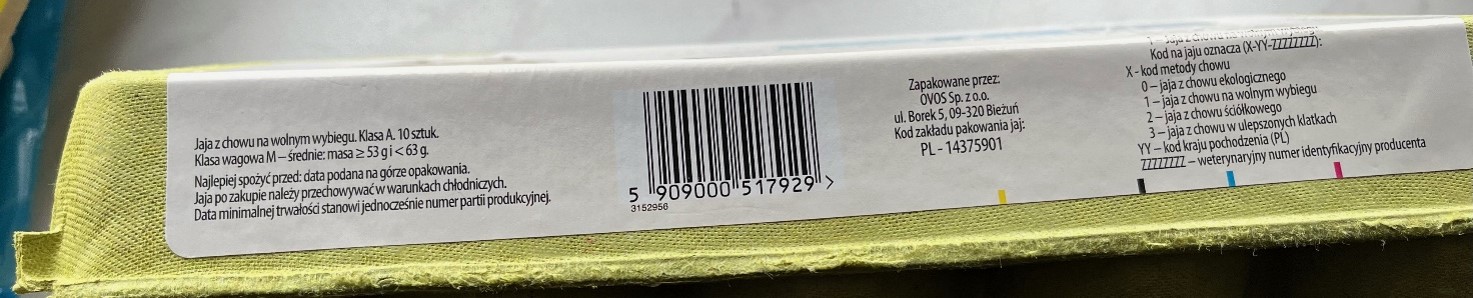 Jaja z chowu na wolnym wybiegu. Klasa A. 10 sztuk.
Klasa wagowa M – średnie: masa ≥ 53 g i < 63 g.
Najlepiej spożyć przed: data podana na górze opakowania.
Jaja po zakupie należy przechowywać w warunkach chłodniczych.
Data minimalnej trwałości stanowi jednocześnie numer partii produkcyjnej.
5 909000 517929 >
3152956
Zapakowane przez:
OVOS Sp. z o.o.
ul. Borek 5, 09-320 Bieżuń
Kod zakładu pakowania jaj:
PL - 14375901
Kod na jaju oznacza (X-YY-ZZZZZZZZ):
X - kod metody chowu
0 – jaja z chowu ekologicznego
1 – jaja z chowu na wolnym wybiegu
2 – jaja z chowu ściółkowego
3 – jaja z chowu w ulepszonych klatkach
YY – kod kraju pochodzenia (PL)
ZZZZZZZZ – weterynaryjny numer identyfikacyjny producenta